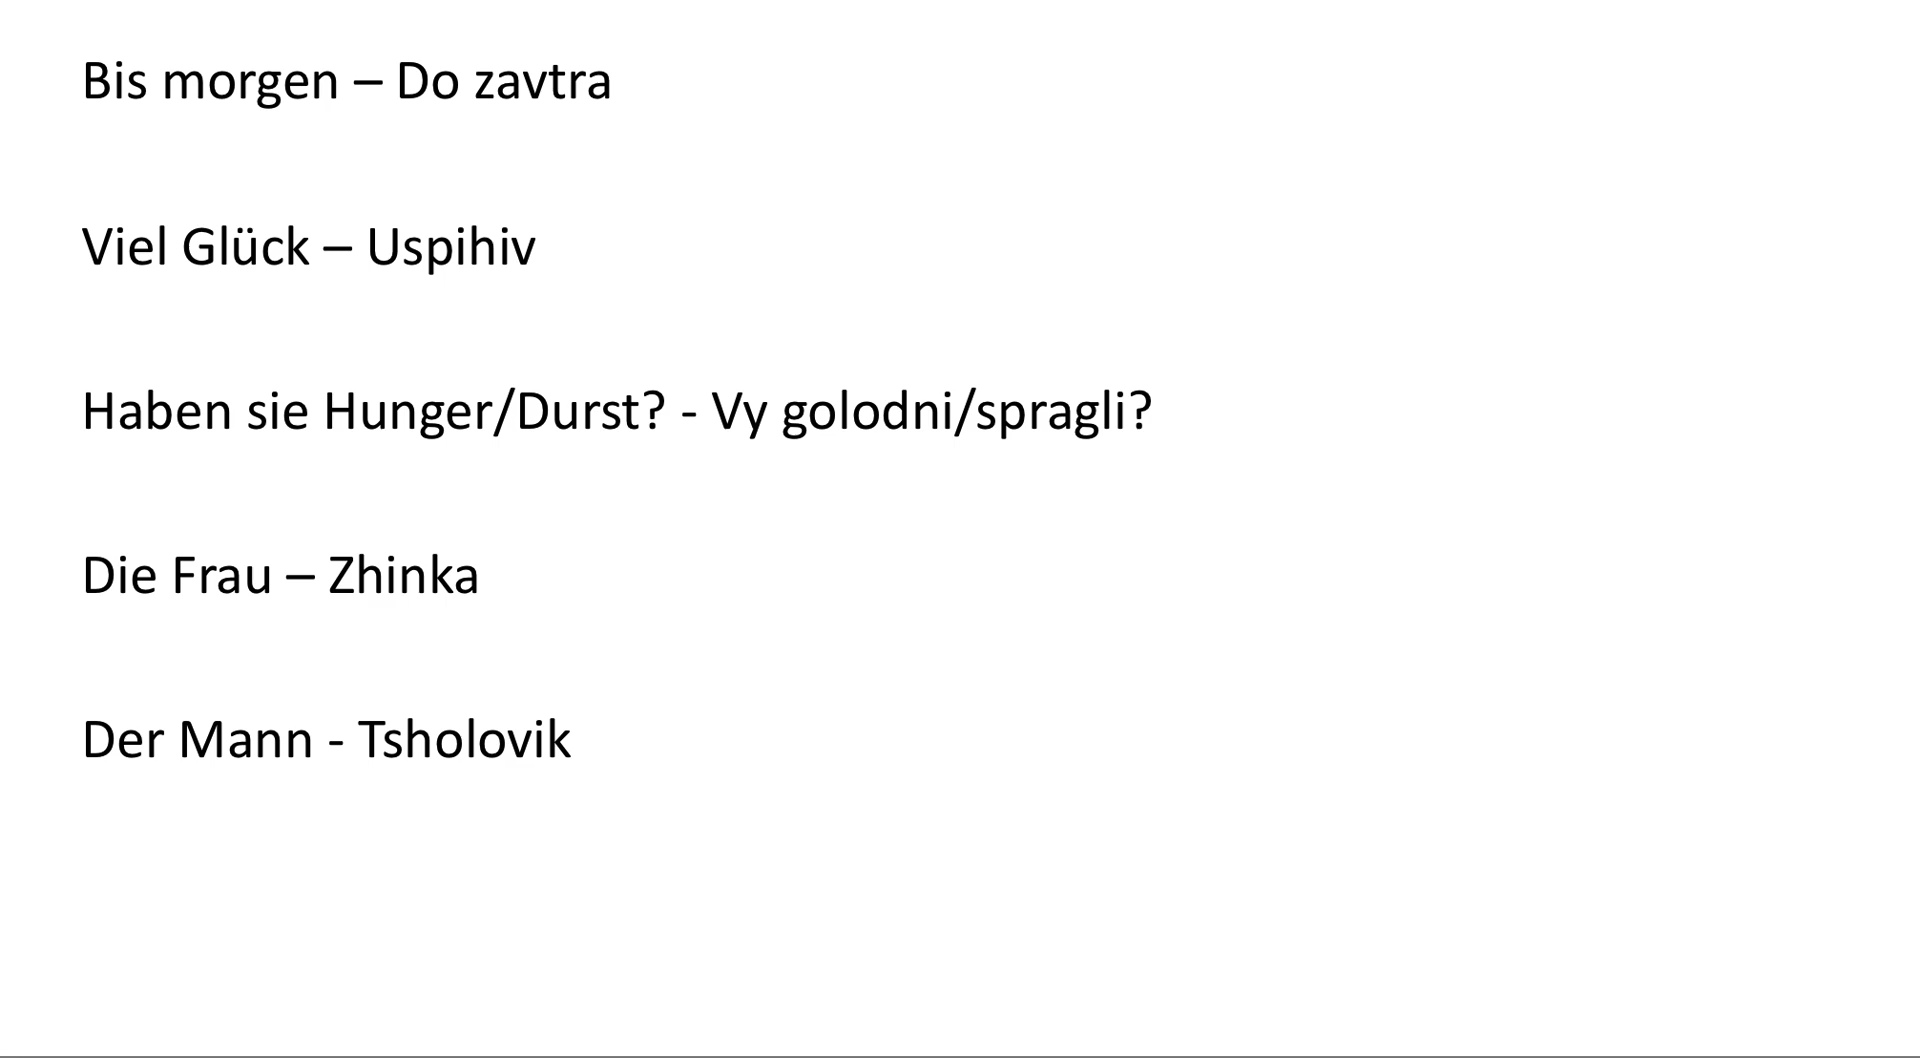 Bis morgen – Do zavtra
Viel Glück – Uspihiv
Haben sie Hunger/Durst? - Vy golodni/spragli?
Die Frau – Zhinka
Der Mann - Tsholovik